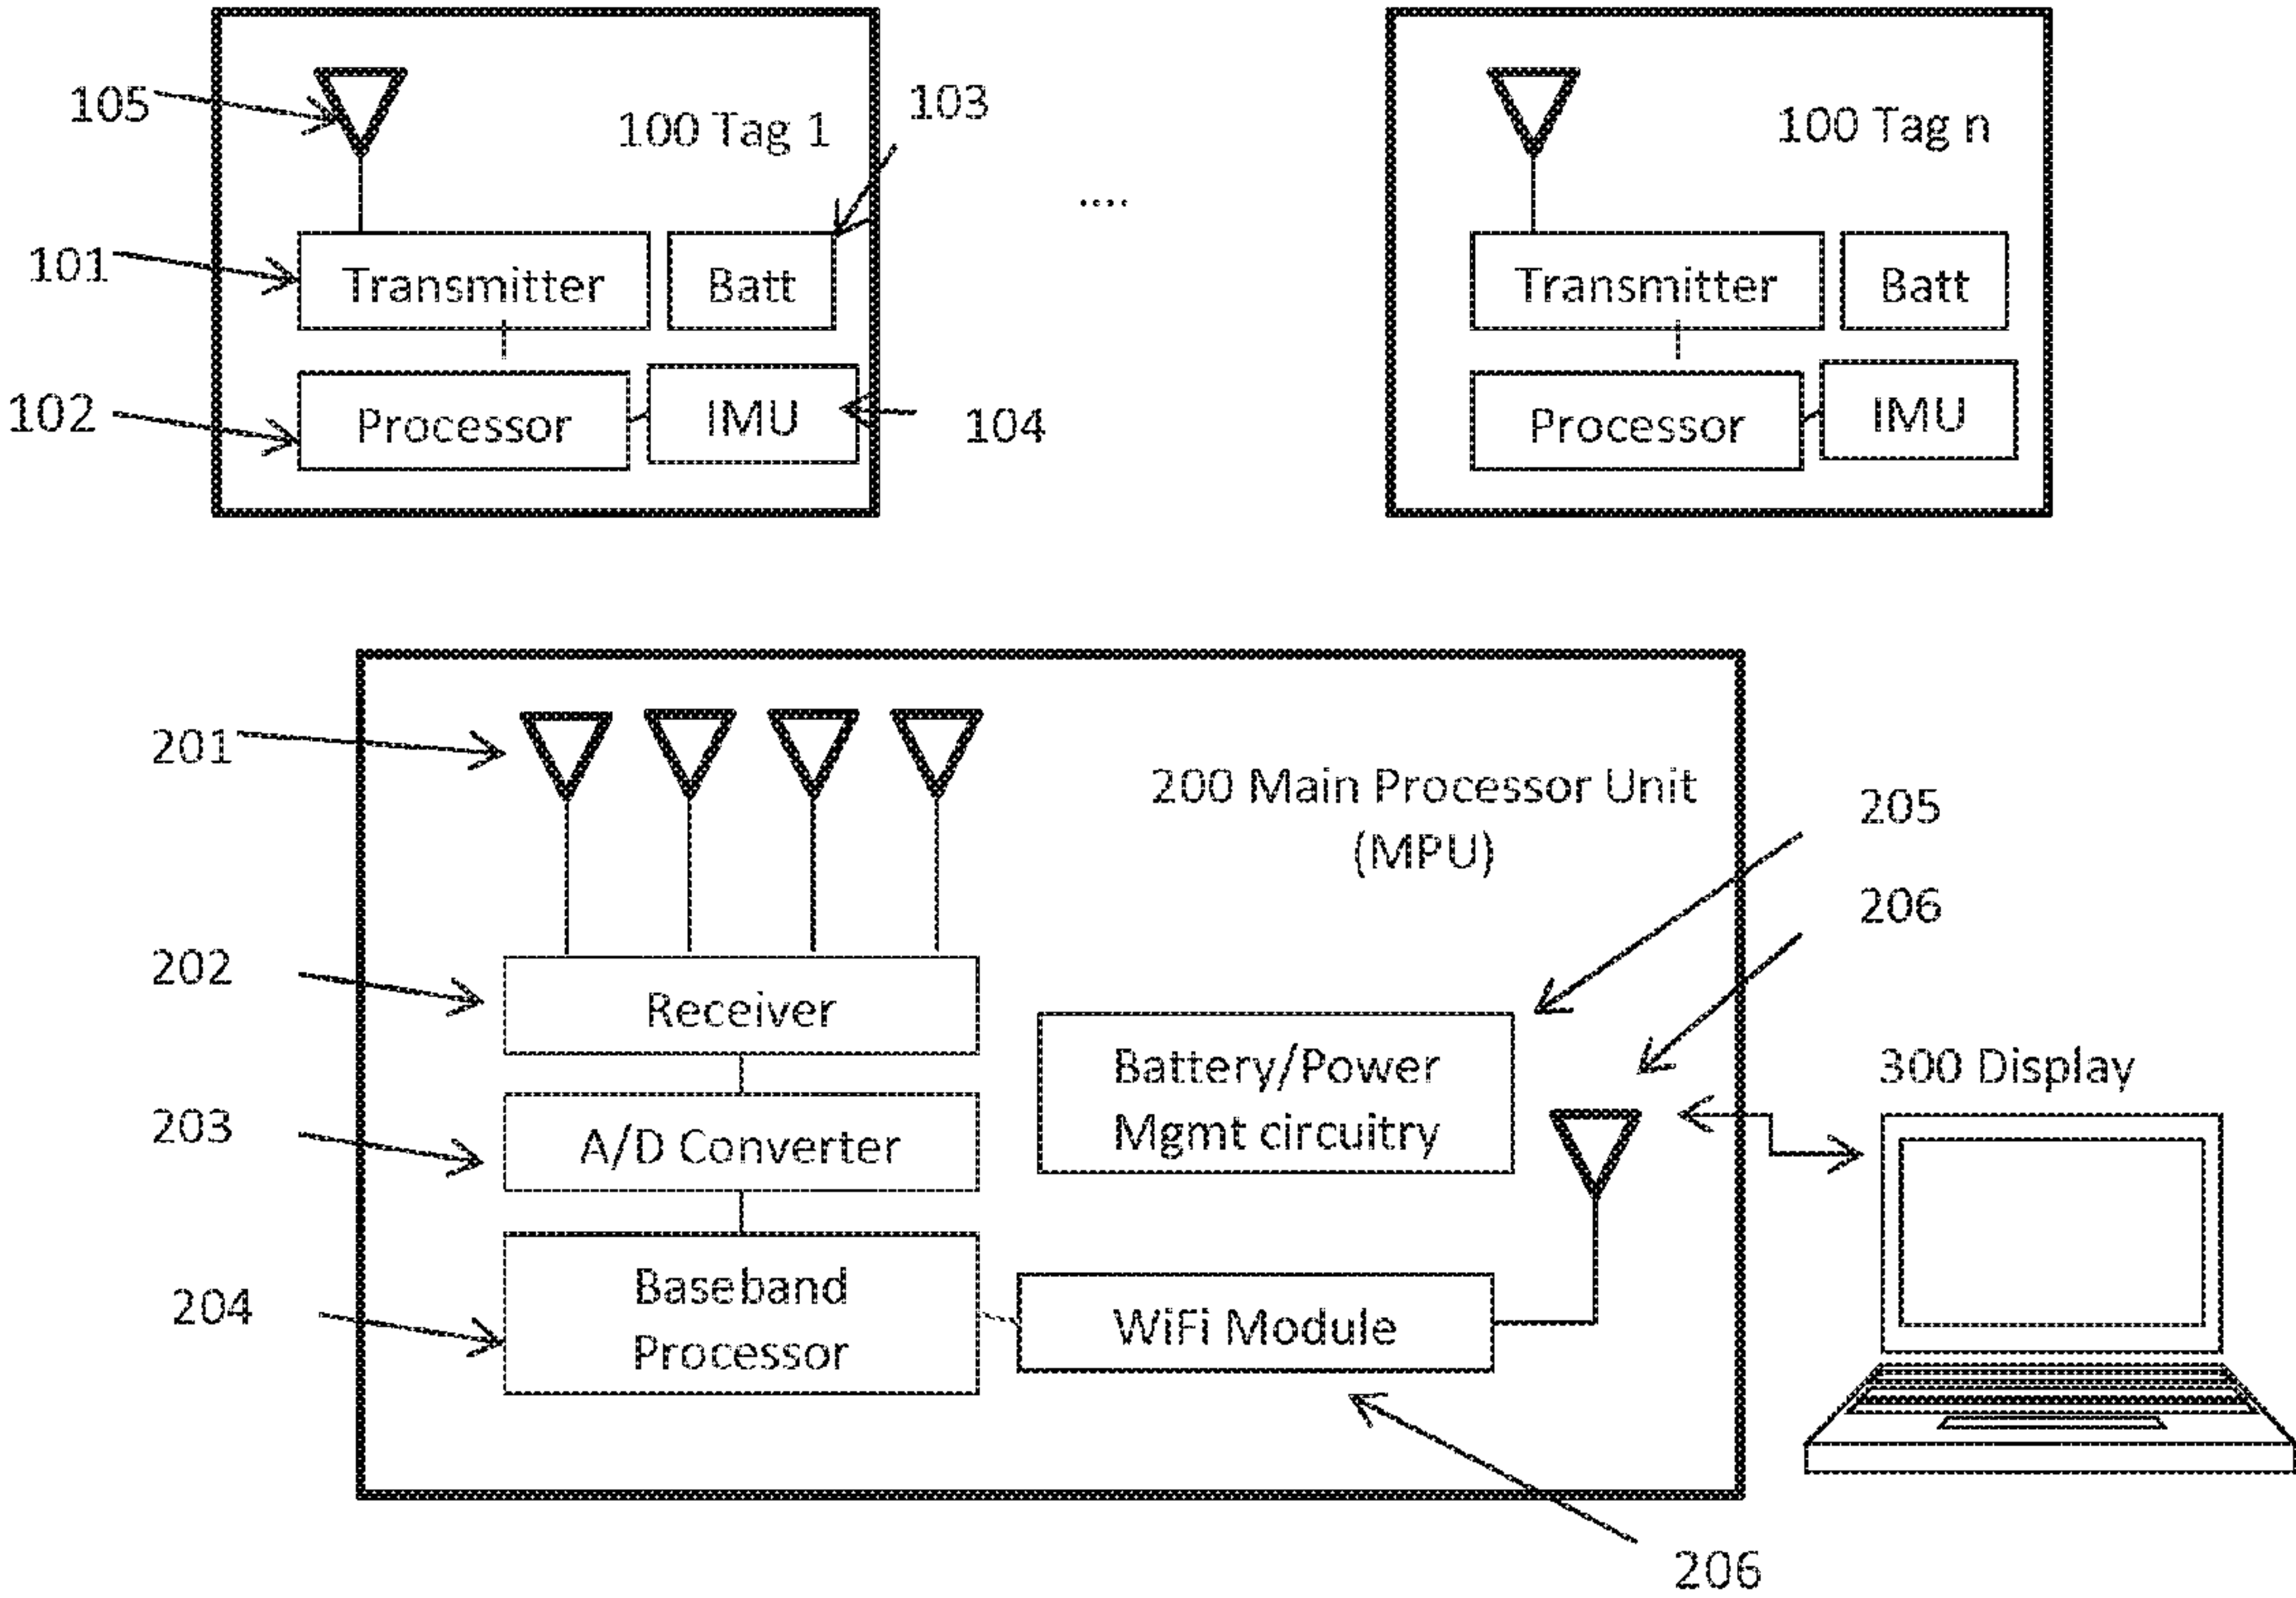 105
100 Tag 1
103
100 Tag n
....
101
Transmitter
Batt
Transmitter
Batt
102
Processor
IMU
104
Processor
IMU
201
200 Main Processor Unit
(MPU)
205
206
202
Receiver
Battery/Power
Mgmt circuitry
300 Display
203
A/D Converter
204
Baseband
Processor
WiFi Module
206